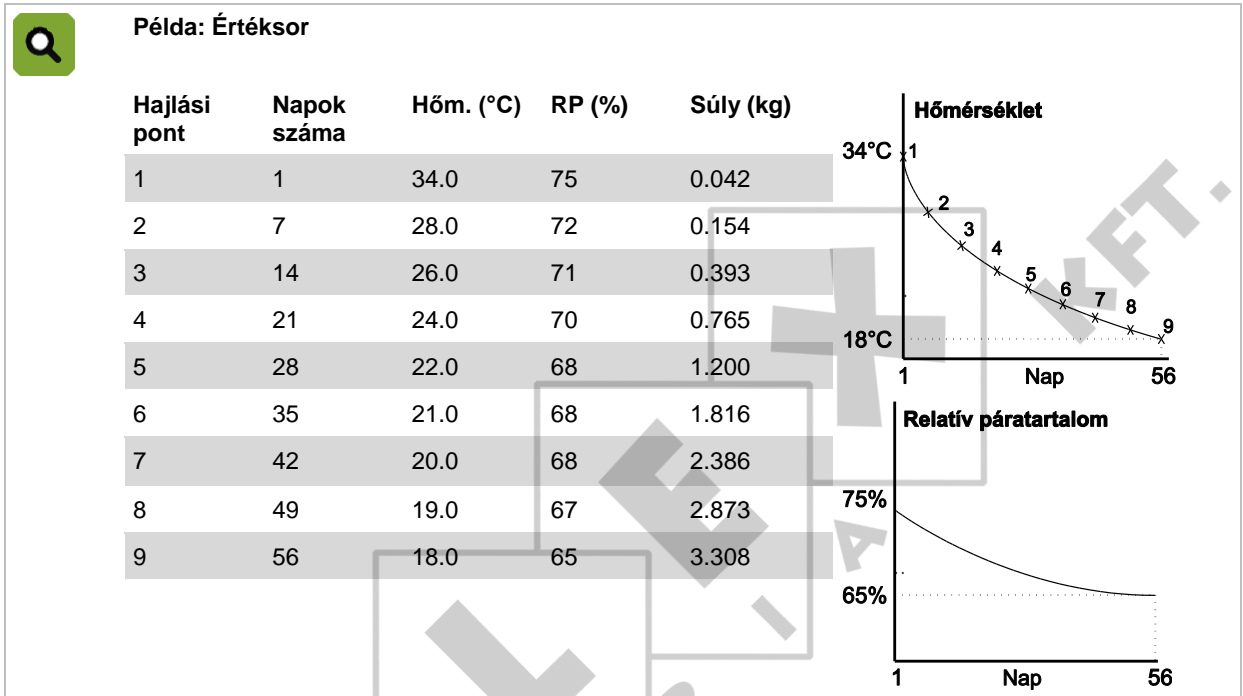 Példa: Értéksor
Hajlási pont Napok száma Hőm. (°C) RP (%) Súly (kg)
1 1 34.0 75 0.042
2 7 28.0 72 0.154
3 14 26.0 71 0.393
4 21 24.0 70 0.765
5 28 22.0 68 1.200
6 35 21.0 68 1.816
7 42 20.0 68 2.386
8 49 19.0 67 2.873
9 56 18.0 65 3.308
Hőmérséklet
34°C
1
2
3
4
5
6
7
8
9
18°C
1 Nap 56
Relatív páratartalom
75%
65%
1 Nap 56
KFT.